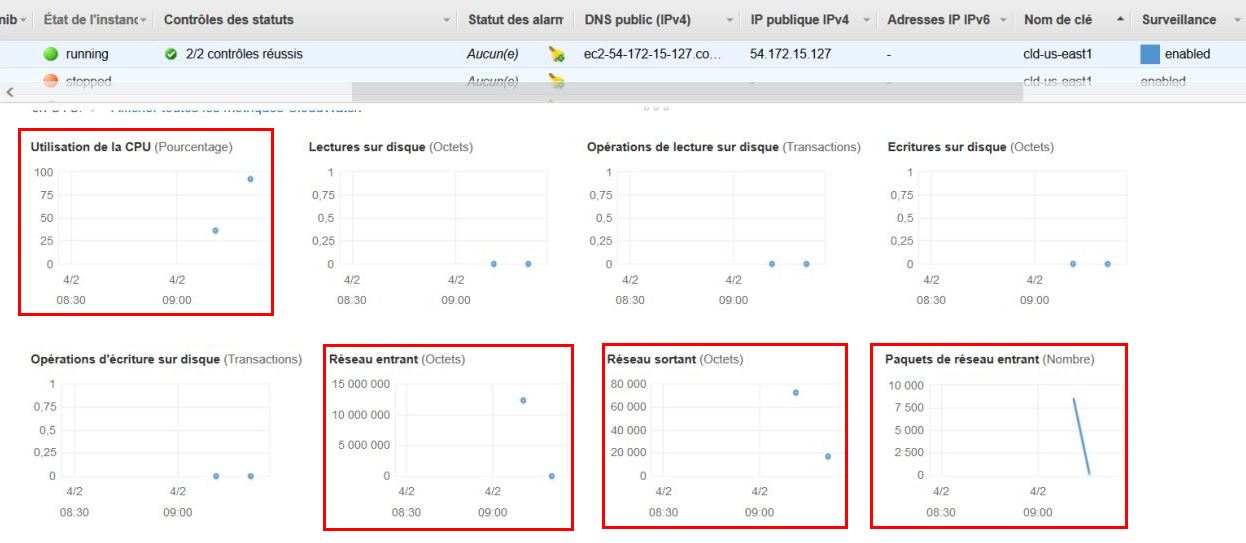 nib État de l'instanc Contrôles des statuts Statut des alarm DNS public (IPv4) IP publique IPv4 Adresses IP IPv6 Nom de clé Surveillance
running 2/2 contrôles réussis Aucun(e) ec2-54-172-15-127.co... 54.172.15.127 - cld-us-east1 enabled
stopped Aucun(e) - cld-us-east1 enabled
Afficher toutes les métriques CloudWatch
Utilisation de la CPU (Pourcentage) Lectures sur disque (Octets) Opérations de lecture sur disque (Transactions) Ecritures sur disque (Octets)
100 1 1 1
75 0,75 0,75 0,75
50 0,5 0,5 0,5
25 0,25 0,25 0,25
0 0 0 0
4/2 4/2 4/2 4/2 4/2 4/2 4/2 4/2
08:30 09:00 08:30 09:00 08:30 09:00 08:30 09:00
Opérations d'écriture sur disque (Transactions) Réseau entrant (Octets) Réseau sortant (Octets) Paquets de réseau entrant (Nombre)
1 15 000 000 80 000 10 000
0,75 10 000 000 60 000 7 500
0,5 5 000 000 40 000 5 000
0,25 20 000 2 500
0 0 0 0
4/2 4/2 4/2 4/2 4/2 4/2 4/2 4/2
08:30 09:00 08:30 09:00 08:30 09:00 08:30 09:00